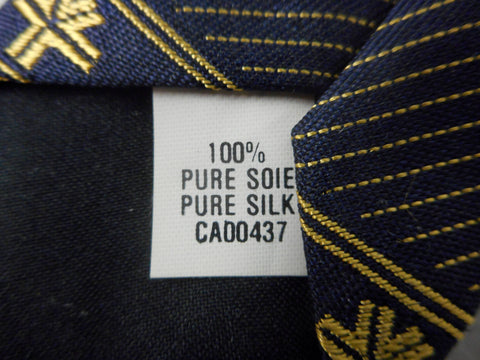 100%
PURE SOIE
PURE SILK
CA00437